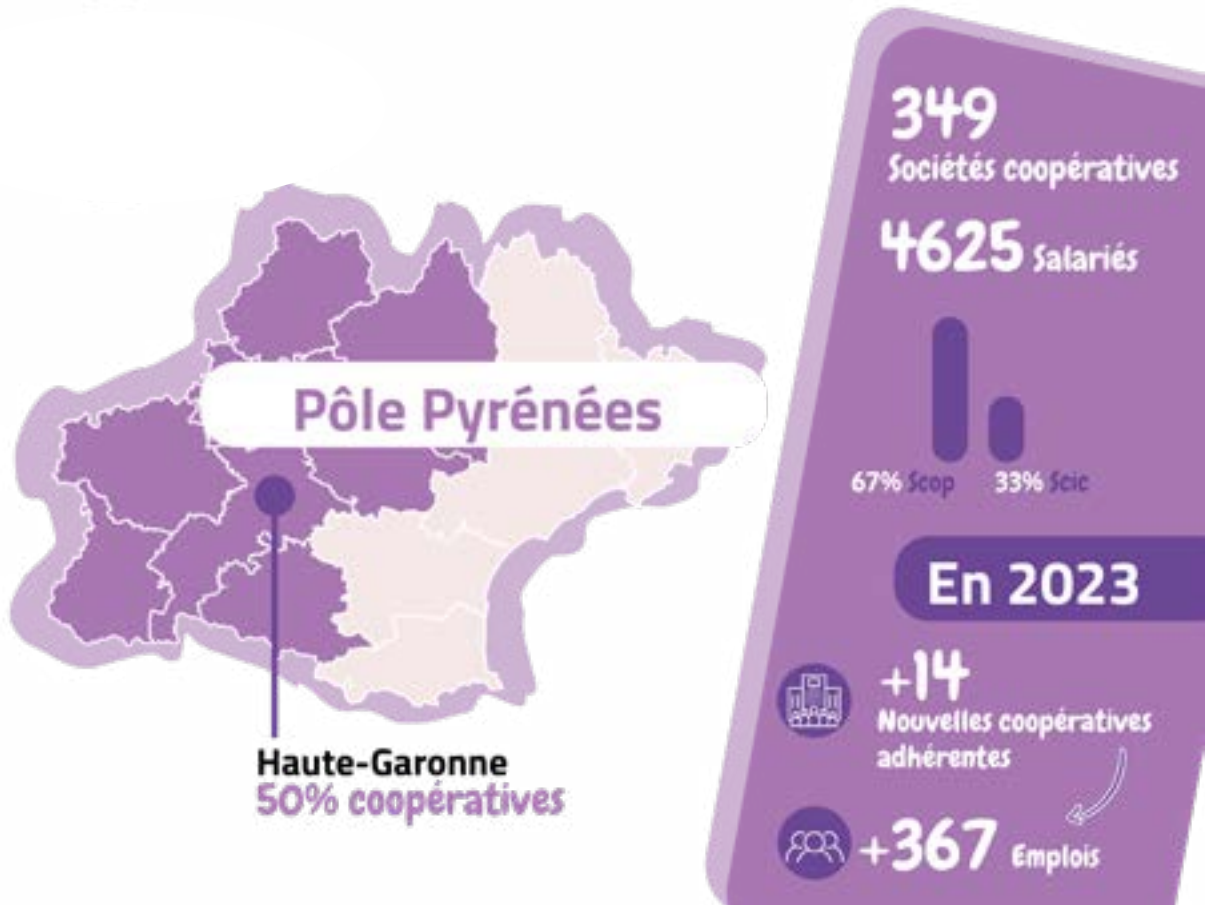 Pôle Pyrénées
Haute-Garonne
50% coopératives
349
Sociétés coopératives
4625 Salariés
67% Scop 33% Scic
En 2023
+14
Nouvelles coopératives
adhérentes
+367 Emplois